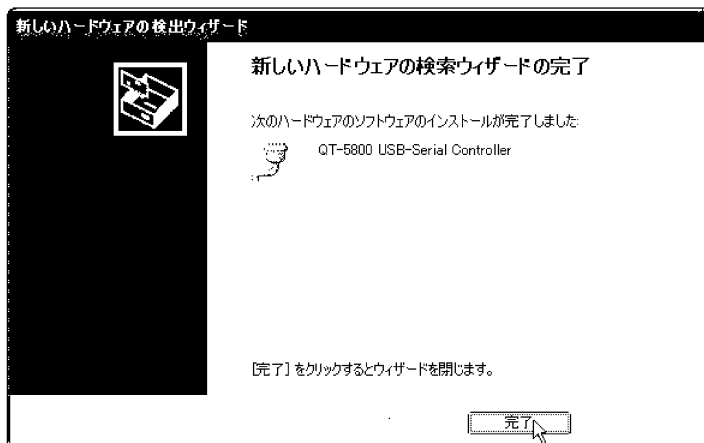 新しいハードウェアの検出ウィザード
新しいハードウェアの検索ウィザードの完了
次のハードウェアのソフトウェアのインストールが完了しました:
QT-5800 USB-Serial Controller
[完了] をクリックするとウィザードを閉じます。
完了